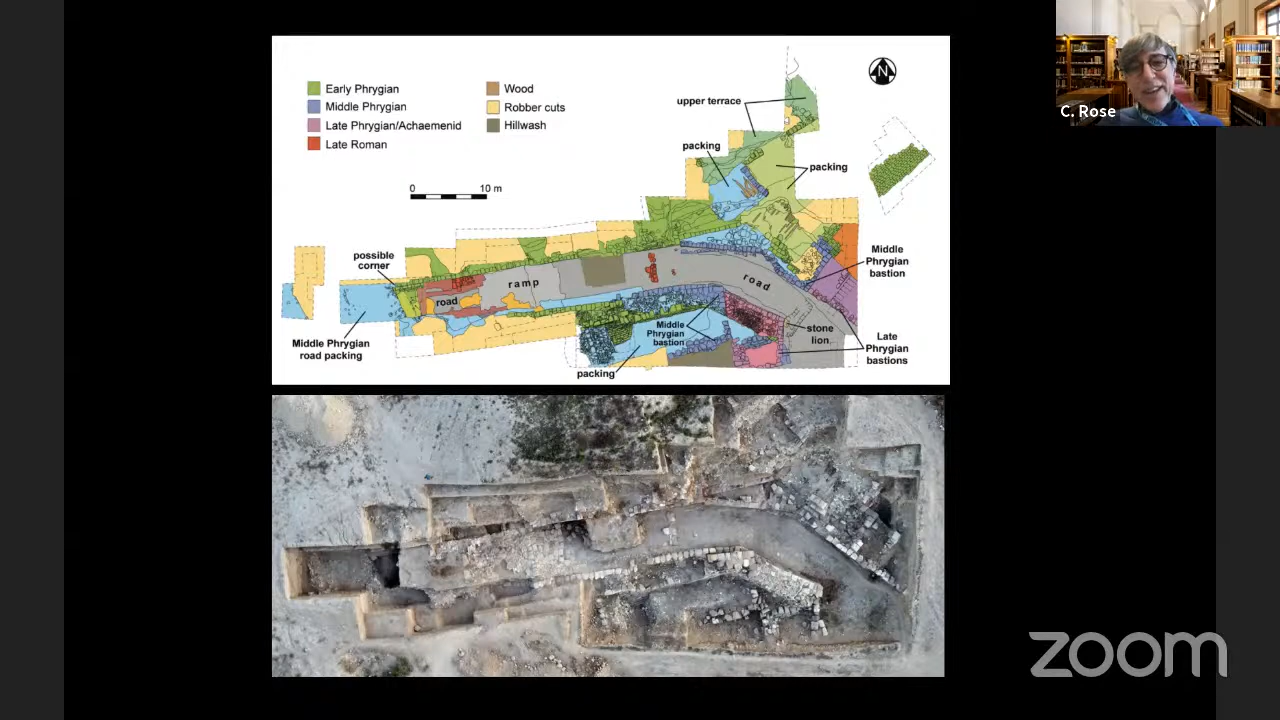 C. Rose
Early Phrygian
Middle Phrygian
Late Phrygian/Achaemenid
Late Roman
Wood
Robber cuts
Hillwash
0 10 m
N
upper terrace
packing
packing
possible
corner
ramp
road
road
Middle
Phrygian
bastion
Middle Phrygian
road packing
Middle
Phrygian
bastion
stone
lion
Late
Phrygian
bastions
packing
zoom